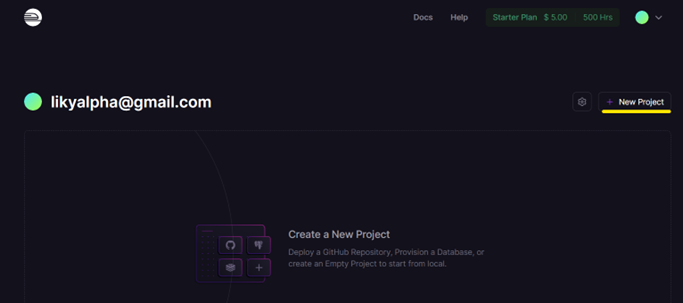 Docs Help Starter Plan $ 5.00 500 Hrs
likyalpha@gmail.com + New Project
Create a New Project
Deploy a GitHub Repository, Provision a Database, or
create an Empty Project to start from local.